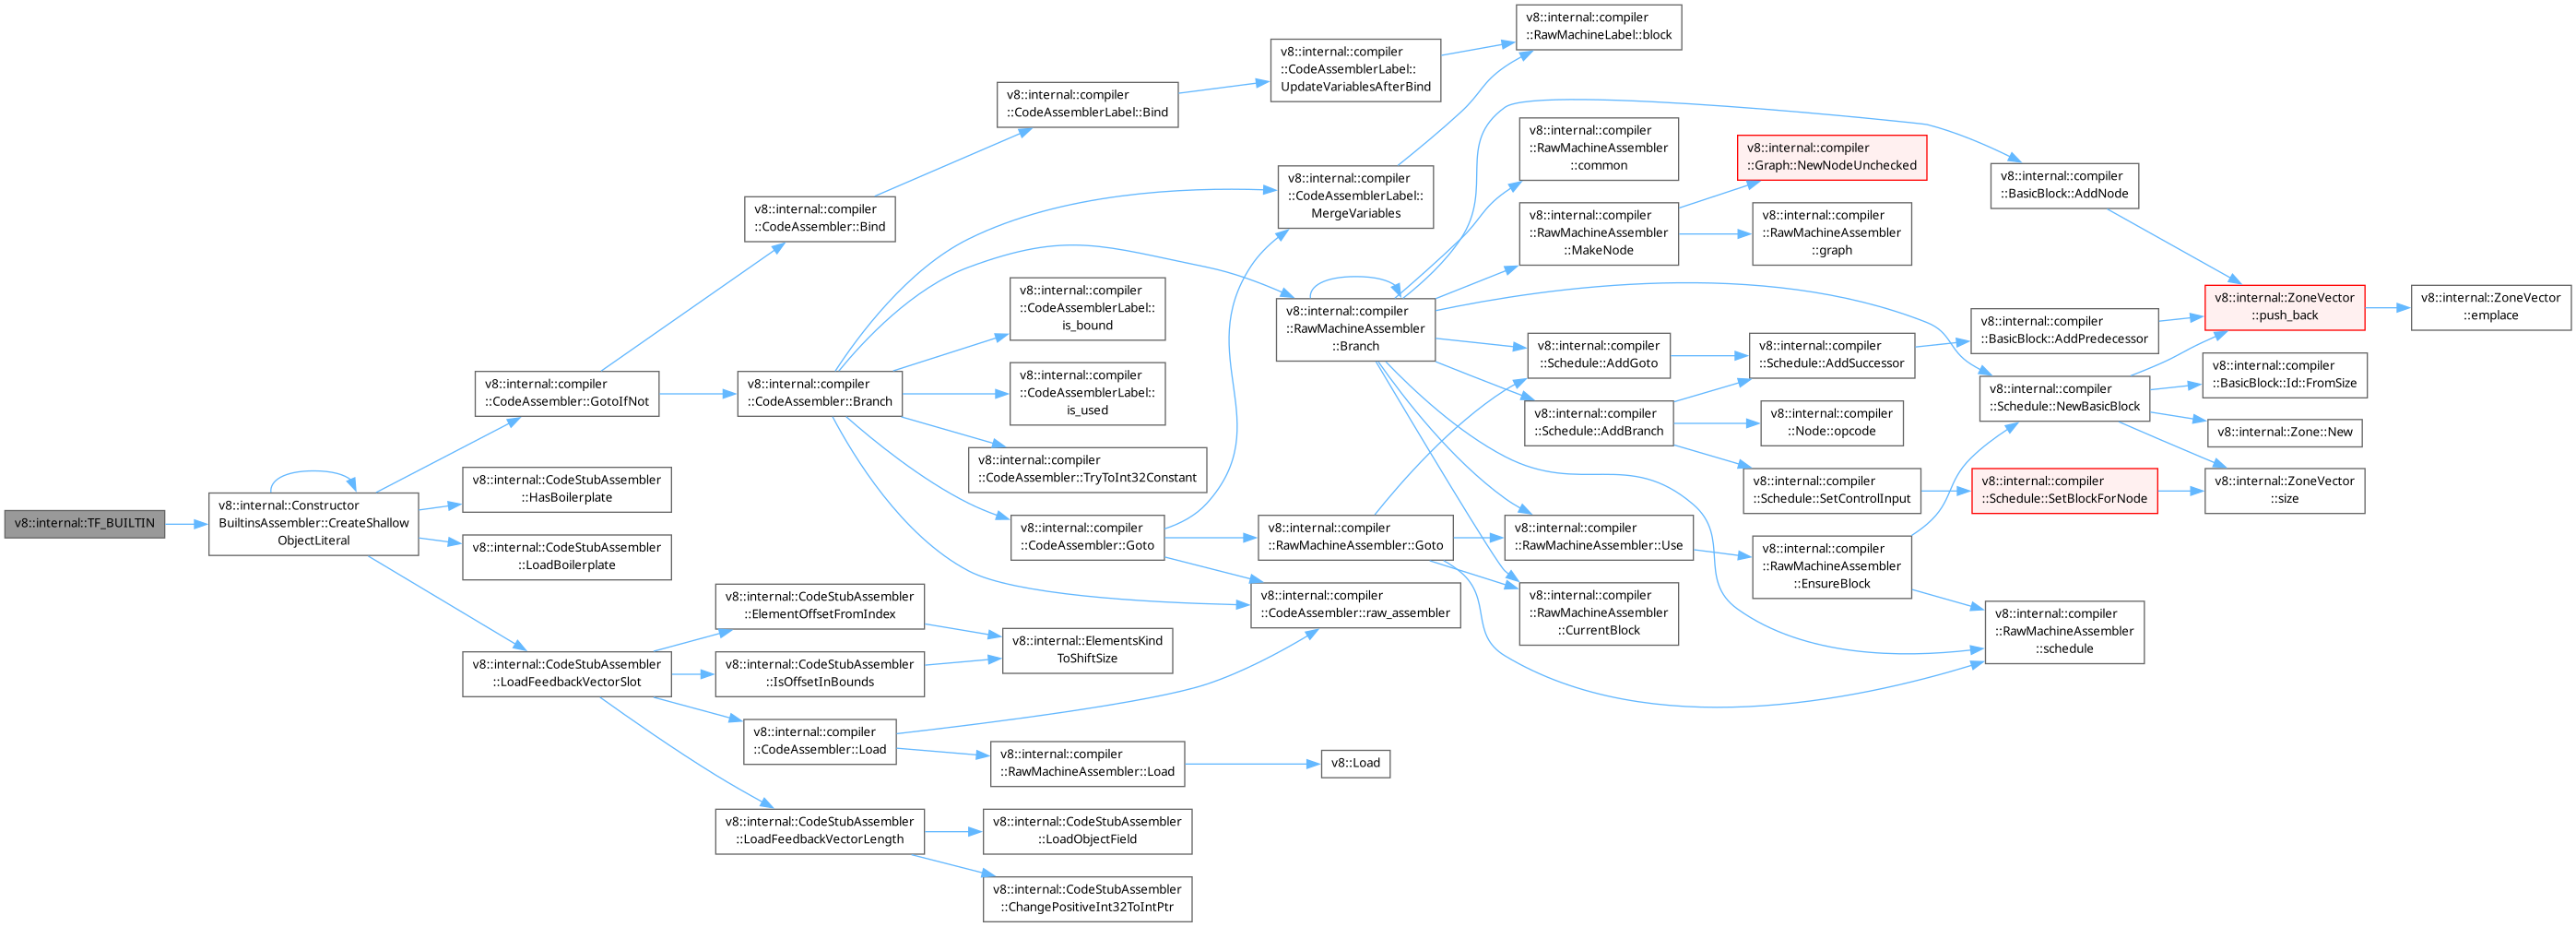 v8::internal::TF_BUILTIN
v8::internal::Constructor
BuiltinsAssembler::CreateShallow
ObjectLiteral
v8::internal::compiler
::CodeAssembler::GotoIfNot
v8::internal::CodeStubAssembler
::HasBoilerplate
v8::internal::CodeStubAssembler
::LoadBoilerplate
v8::internal::CodeStubAssembler
::LoadFeedbackVectorSlot
v8::internal::compiler
::CodeAssembler::Bind
v8::internal::compiler
::CodeAssembler::Branch
v8::internal::CodeStubAssembler
::ElementOffsetFromIndex
v8::internal::CodeStubAssembler
::IsOffsetInBounds
v8::internal::compiler
::CodeAssembler::Load
v8::internal::CodeStubAssembler
::LoadFeedbackVectorLength
v8::internal::compiler
::CodeAssemblerLabel::Bind
v8::internal::compiler
::CodeAssemblerLabel::
is_bound
v8::internal::compiler
::CodeAssemblerLabel::
is_used
v8::internal::compiler
::CodeAssembler::TryToInt32Constant
v8::internal::compiler
::CodeAssembler::Goto
v8::internal::ElementsKind
ToShiftSize
v8::internal::compiler
::RawMachineAssembler::Load
v8::internal::CodeStubAssembler
::LoadObjectField
v8::internal::CodeStubAssembler
::ChangePositiveInt32ToIntPtr
v8::internal::compiler
::CodeAssemblerLabel::
UpdateVariablesAfterBind
v8::internal::compiler
::CodeAssemblerLabel::
MergeVariables
v8::internal::compiler
::RawMachineAssembler
::Branch
v8::internal::compiler
::RawMachineAssembler::Goto
v8::internal::compiler
::CodeAssembler::raw_assembler
v8::Load
v8::internal::compiler
::RawMachineLabel::block
v8::internal::compiler
::RawMachineAssembler
::common
v8::internal::compiler
::RawMachineAssembler
::MakeNode
v8::internal::compiler
::Schedule::AddGoto
v8::internal::compiler
::Schedule::AddBranch
v8::internal::compiler
::RawMachineAssembler::Use
v8::internal::compiler
::RawMachineAssembler
::CurrentBlock
v8::internal::compiler
::Graph::NewNodeUnchecked
v8::internal::compiler
::RawMachineAssembler
::graph
v8::internal::compiler
::Schedule::AddSuccessor
v8::internal::compiler
::Node::opcode
v8::internal::compiler
::Schedule::SetControlInput
v8::internal::compiler
::RawMachineAssembler
::EnsureBlock
v8::internal::compiler
::BasicBlock::AddNode
v8::internal::compiler
::BasicBlock::AddPredecessor
v8::internal::compiler
::Schedule::NewBasicBlock
v8::internal::compiler
::Schedule::SetBlockForNode
v8::internal::compiler
::RawMachineAssembler
::schedule
v8::internal::ZoneVector
::push_back
v8::internal::compiler
::BasicBlock::Id::FromSize
v8::internal::Zone::New
v8::internal::ZoneVector
::size
v8::internal::ZoneVector
::emplace